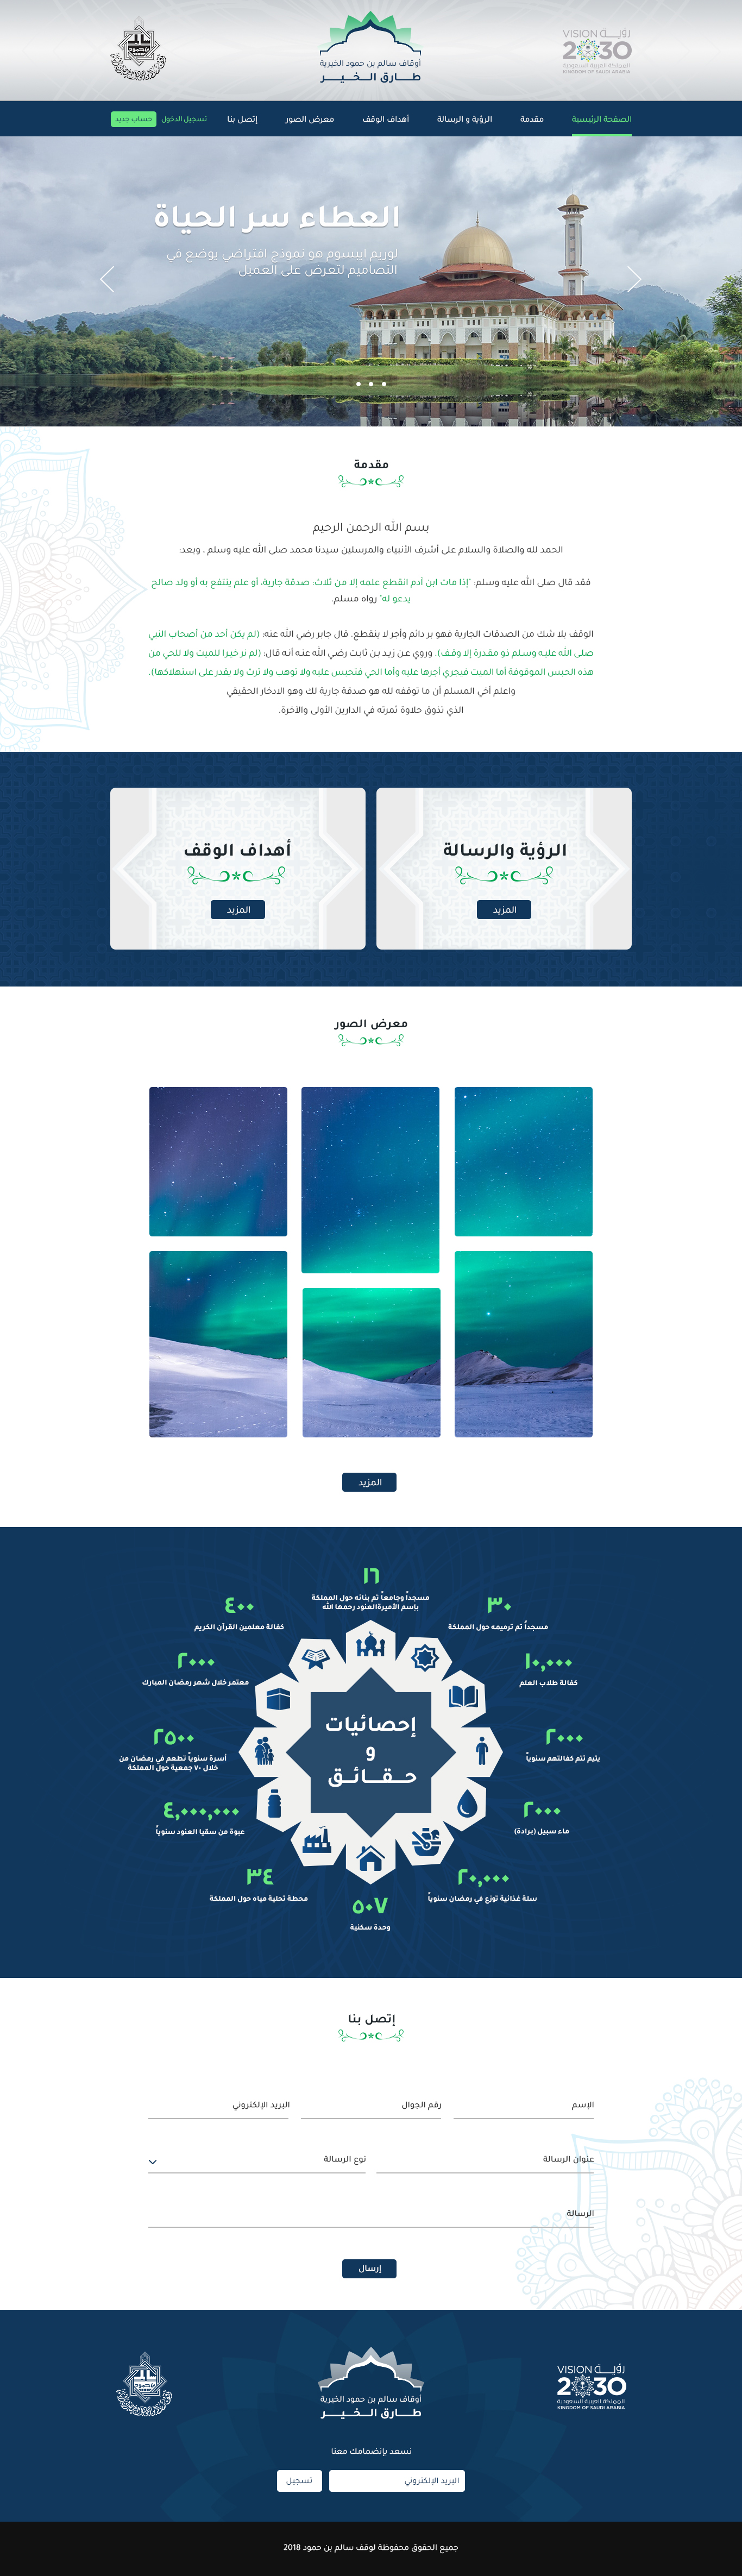 رؤيـــة VISION
2030
المملكة العربية السعودية
KINGDOM OF SAUDI ARABIA
أوقاف سالم بن حمود الخيرية
طـــارق الـــخـــيـــــر
الصفحة الرئيسية
مقدمة
الرؤية و الرسالة
أهداف الوقف
معرض الصور
إتصل بنا
تسجيل الدخول
حساب جديد
العطاء سر الحياة
لوريم ايبسوم هو نموذج افتراضي يوضع في
التصاميم لتعرض على العميل
مقدمة
بسم الله الرحمن الرحيم
الحمد لله والصلاة والسلام على أشرف الأنبياء والمرسلين سيدنا محمد صلى الله عليه وسلم ، وبعد:
فقد قال صلى الله عليه وسلم: "إذا مات ابن آدم انقطع علمه إلا من ثلاث: صدقة جارية، أو علم ينتفع به أو ولد صالح
يدعو له" رواه مسلم.
الوقف بلا شك من الصدقات الجارية فهو بر دائم وأجر لا ينقطع. قال جابر رضي الله عنه: (لم يكن أحد من أصحاب النبي
صلى الله عليه وسلم ذو مقدرة إلا وقف). وروي عن زيد بن ثابت رضي الله عنه أنه قال: (لم نر خيرا للميت ولا للحي من
هذه الحبس الموقوفة أما الميت فيجري أجرها عليه وأما الحي فتحبس عليه ولا توهب ولا ترث ولا يقدر على استهلاكها).
واعلم أخي المسلم أن ما توقفه لله هو صدقة جارية لك وهو الادخار الحقيقي
الذي تذوق حلاوة ثمرته في الدارين الأولى والآخرة.
الرؤية والرسالة
المزيد
أهداف الوقف
المزيد
معرض الصور
المزيد
١٦
مسجداً وجامعاً تم بنائه حول المملكة
بإسم الأميرةالعنود رحمها الله
٣٠
مسجداً تم ترميمه حول المملكة
٤٠٠
كفالة معلمين القرآن الكريم
١٠,٠٠٠
كفالة طلاب العلم
٢٠٠٠
معتمر خلال شهر رمضان المبارك
٢٠٠٠
يتيم تتم كفالتهم سنوياً
٢٥٠٠
أسرة سنوياً تطعم في رمضان من
خلال ٧٠ جمعية حول المملكة
إحصائيات
و
حـــقـــائـــق
٢٠٠٠
ماء سبيل (برادة)
٤,٠٠٠,٠٠٠
عبوة من سقيا العنود سنوياً
٢٠,٠٠٠
سلة غذائية توزع في رمضان سنوياً
٣٤
محطة تحلية مياه حول المملكة
٥٠٧
وحدة سكنية
إتصل بنا
الإسم
رقم الجوال
البريد الإلكتروني
عنوان الرسالة
نوع الرسالة
الرسالة
إرسال
رؤيـــة VISION
2030
المملكة العربية السعودية
KINGDOM OF SAUDI ARABIA
أوقاف سالم بن حمود الخيرية
طـــارق الـــخـــيـــــر
نسعد بإنضمامك معنا
البريد الإلكتروني
تسجيل
جميع الحقوق محفوظة لوقف سالم بن حمود 2018